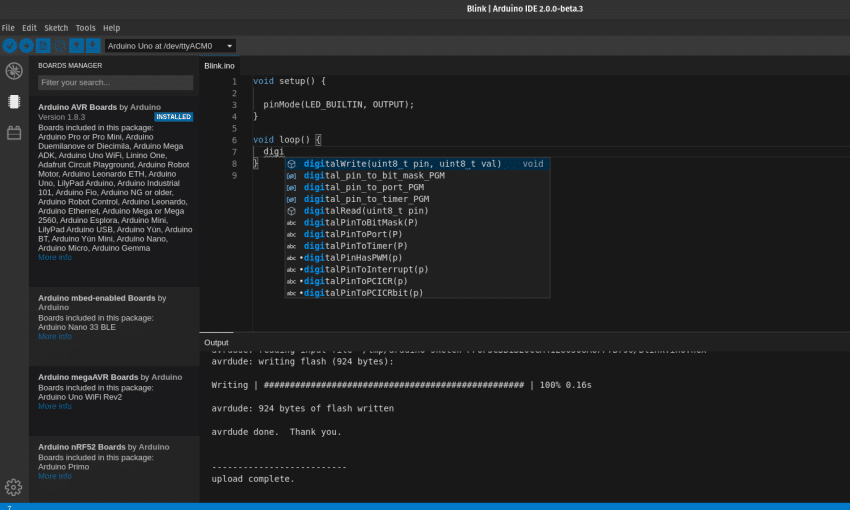 Blink | Arduino IDE 2.0.0-beta.3
File Edit Sketch Tools Help
Arduino Uno at /dev/ttyACM0
BOARDS MANAGER
Filter your search...
Arduino AVR Boards by Arduino
Version 1.8.3 INSTALLED
Boards included in this package:
Arduino Pro or Pro Mini, Arduino
Duemilanove or Diecimila, Arduino Mega
ADK, Arduino Uno WiFi, Linino One,
Adafruit Circuit Playground, Arduino Robot
Motor, Arduino Leonardo ETH, Arduino
Uno, LilyPad Arduino, Arduino Industrial
101, Arduino Fio, Arduino NG or older,
Arduino Robot Control, Arduino Leonardo,
Arduino Ethernet, Arduino Mega or Mega
2560, Arduino Esplora, Arduino Mini,
LilyPad Arduino USB, Arduino Yún, Arduino
BT, Arduino Yún Mini, Arduino Nano,
Arduino Micro, Arduino Gemma
More info
Arduino mbed-enabled Boards by
Arduino
Boards included in this package:
Arduino Nano 33 BLE
More info
Arduino megaAVR Boards by Arduino
Boards included in this package:
Arduino Uno WiFi Rev2
More info
Arduino nRF52 Boards by Arduino
Boards included in this package:
Arduino Primo
More info
Blink.ino
1 void setup() {
2
3 pinMode(LED_BUILTIN, OUTPUT);
4 }
5
6 void loop() {
7 digi
8 }
9
digitalWrite(uint8_t pin, uint8_t val) void
digital_pin_to_bit_mask_PGM
digital_pin_to_port_PGM
digital_pin_to_timer_PGM
digitalRead(uint8_t pin)
abc •digitalPinToBitMask(P)
abc •digitalPinToPort(P)
abc •digitalPinToTimer(P)
abc •digitalPinHasPWM(p)
abc •digitalPinToInterrupt(p)
abc •digitalPinToPCICR(p)
abc •digitalPinToPCICRbit(p)
Output
avrdude: reading input file
avrdude: writing flash (924 bytes):
Writing | ################################################## | 100% 0.16s
avrdude: 924 bytes of flash written
avrdude done. Thank you.
--------------------------
upload complete.
7